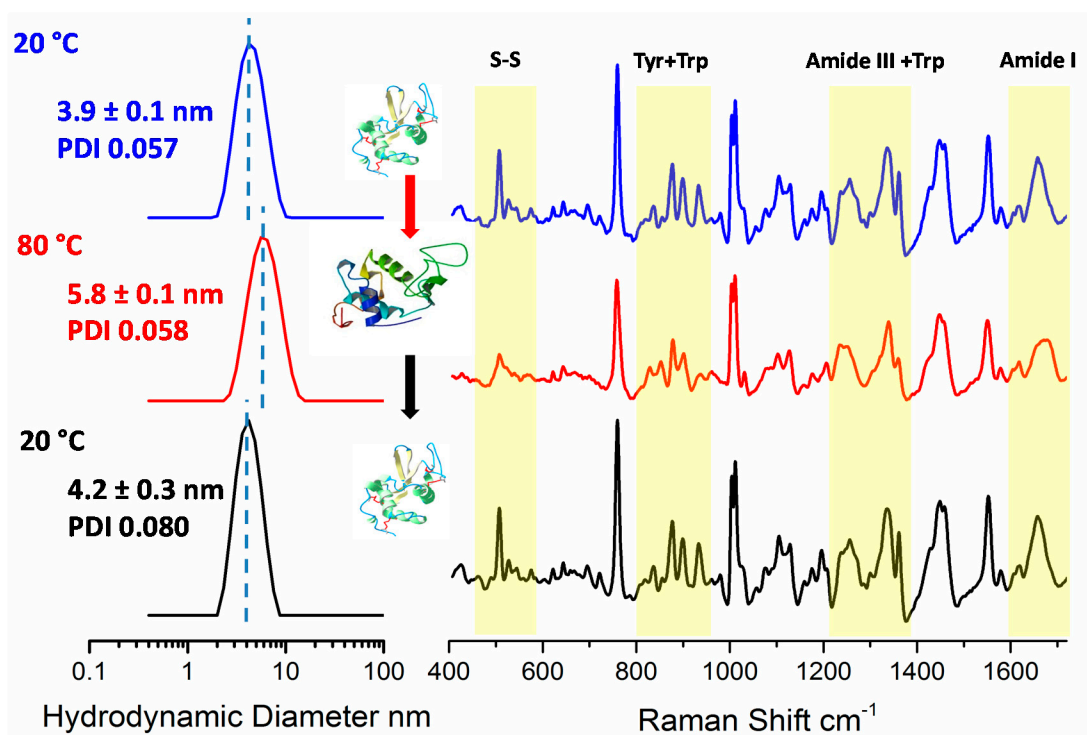 20 °C
3.9 ± 0.1 nm
PDI 0.057
80 °C
5.8 ± 0.1 nm
PDI 0.058
20 °C
4.2 ± 0.3 nm
PDI 0.080
0.1 1 10 100
Hydrodynamic Diameter nm
S-S Tyr+Trp Amide III +Trp Amide I
400 600 800 1000 1200 1400 1600
Raman Shift cm⁻¹